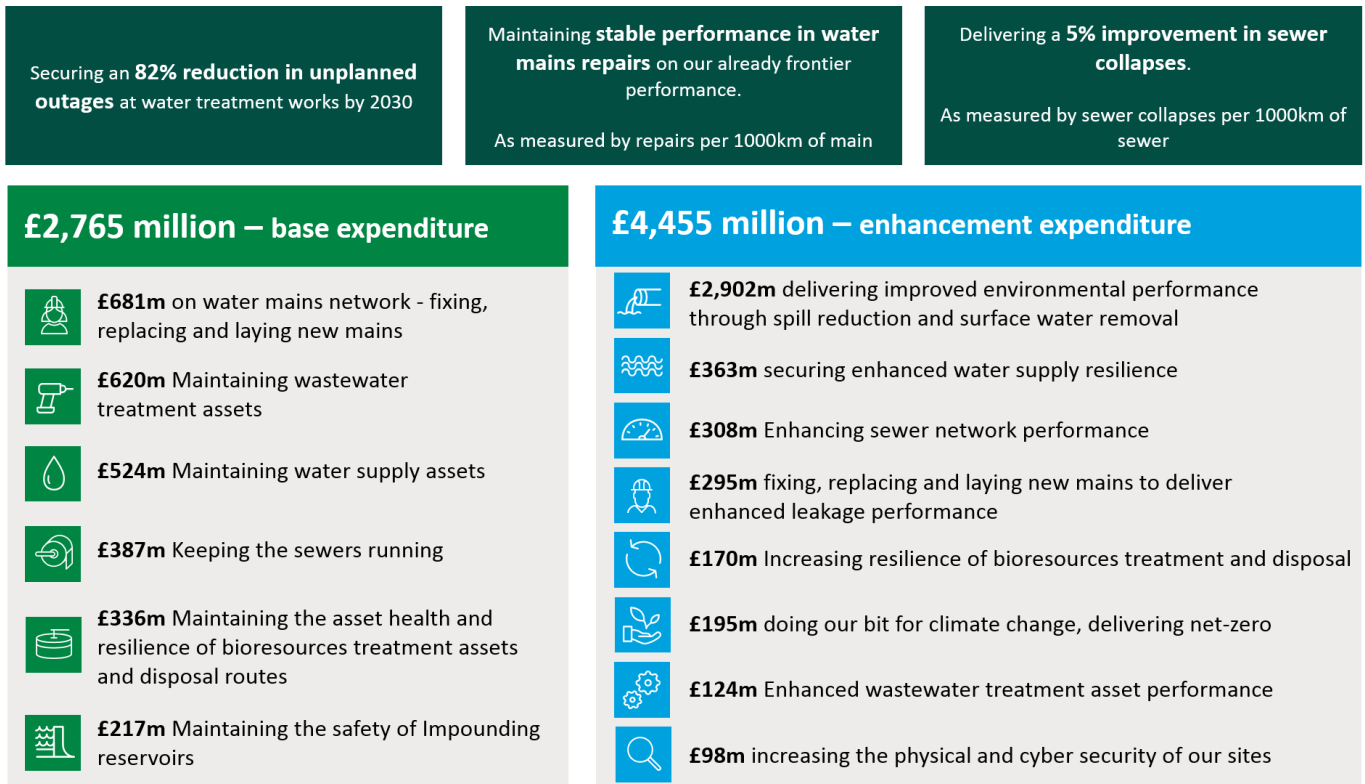 Securing an 82% reduction in unplanned
outages at water treatment works by 2030
Maintaining stable performance in water
mains repairs on our already frontier
performance.
As measured by repairs per 1000km of main
Delivering a 5% improvement in sewer
collapses.
As measured by sewer collapses per 1000km of
sewer
£2,765 million – base expenditure
£681m on water mains network - fixing,
replacing and laying new mains
£620m Maintaining wastewater
treatment assets
£524m Maintaining water supply assets
£387m Keeping the sewers running
£336m Maintaining the asset health and
resilience of bioresources treatment assets
and disposal routes
£217m Maintaining the safety of Impounding
reservoirs
£4,455 million – enhancement expenditure
£2,902m delivering improved environmental performance
through spill reduction and surface water removal
£363m securing enhanced water supply resilience
£308m Enhancing sewer network performance
£295m fixing, replacing and laying new mains to deliver
enhanced leakage performance
£170m Increasing resilience of bioresources treatment and disposal
£195m doing our bit for climate change, delivering net-zero
£124m Enhanced wastewater treatment asset performance
£98m increasing the physical and cyber security of our sites